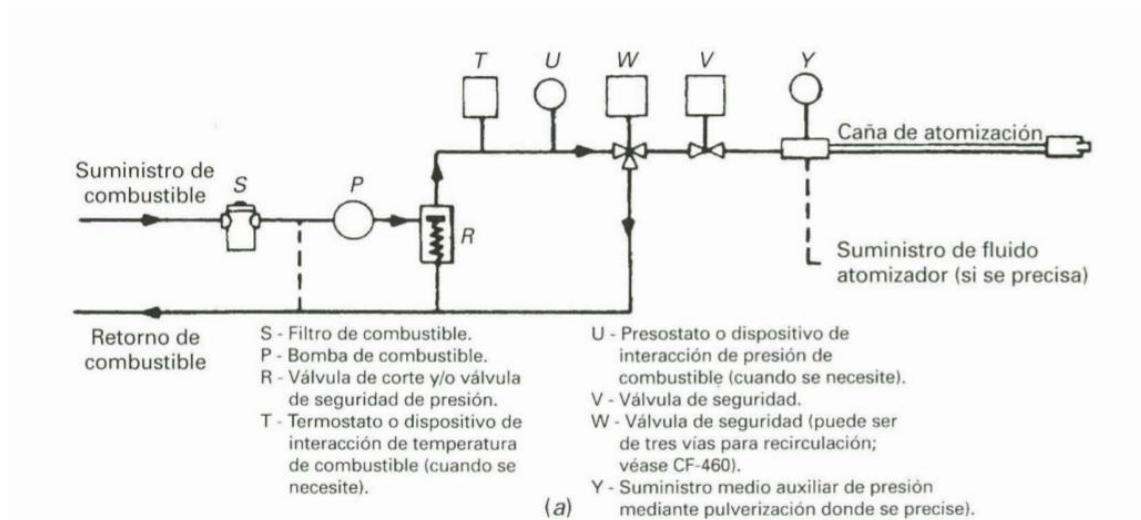 T U W V Y
Caña de atomización
Suministro de
combustible
S
P
R
Suministro de fluido
atomizador (si se precisa)
Retorno de
combustible
S - Filtro de combustible.
P - Bomba de combustible.
R - Válvula de corte y/o válvula
de seguridad de presión.
T - Termostato o dispositivo de
interacción de temperatura
de combustible (cuando se
necesite).
U - Presostato o dispositivo de
interacción de presión de
combustible (cuando se necesite).
V - Válvula de seguridad.
W - Válvula de seguridad (puede ser
de tres vías para recirculación;
véase CF-460).
Y - Suministro medio auxiliar de presión
mediante pulverización donde se precise).
(a)